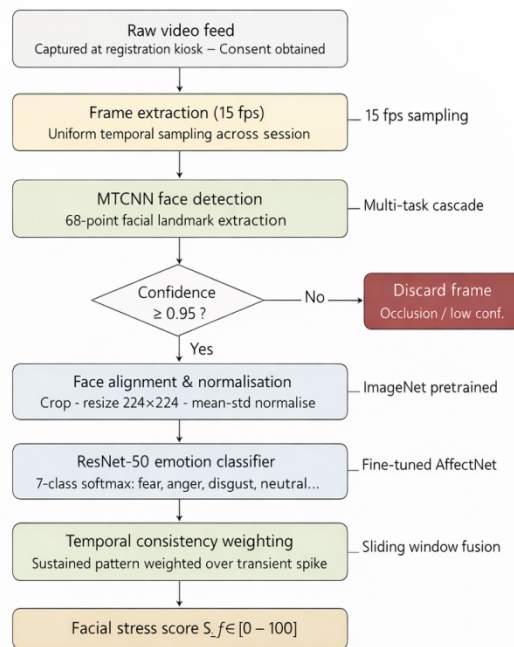 Raw video feed
Captured at registration kiosk – Consent obtained
Frame extraction (15 fps)
Uniform temporal sampling across session
15 fps sampling
MTCNN face detection
68-point facial landmark extraction
Multi-task cascade
Confidence
≥ 0.95 ?
No
Discard frame
Occlusion / low conf.
Yes
Face alignment & normalisation
Crop - resize 224×224 - mean-std normalise
ImageNet pretrained
ResNet-50 emotion classifier
7-class softmax: fear, anger, disgust, neutral...
Fine-tuned AffectNet
Temporal consistency weighting
Sustained pattern weighted over transient spike
Sliding window fusion
Facial stress score S_f∈[0 – 100]